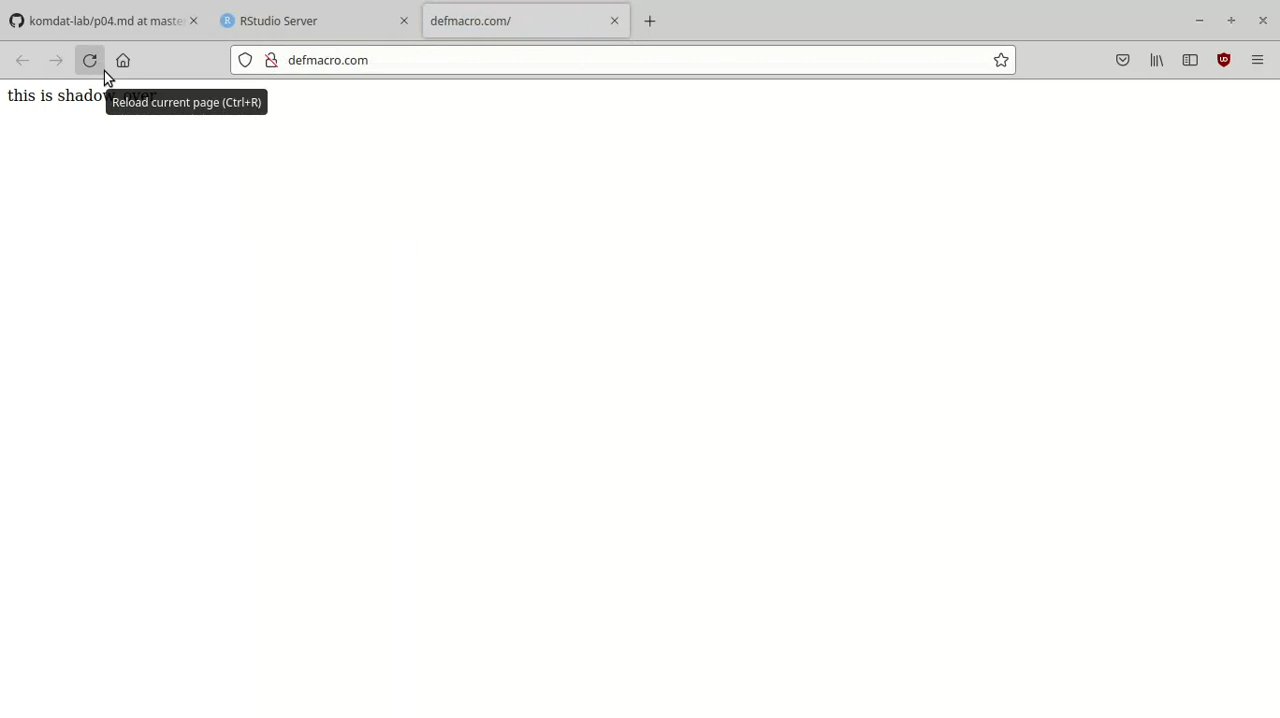 komdat-lab/p04.md at maste
RStudio Server
defmacro.com/
defmacro.com
this is shadow over
Reload current page (Ctrl+R)